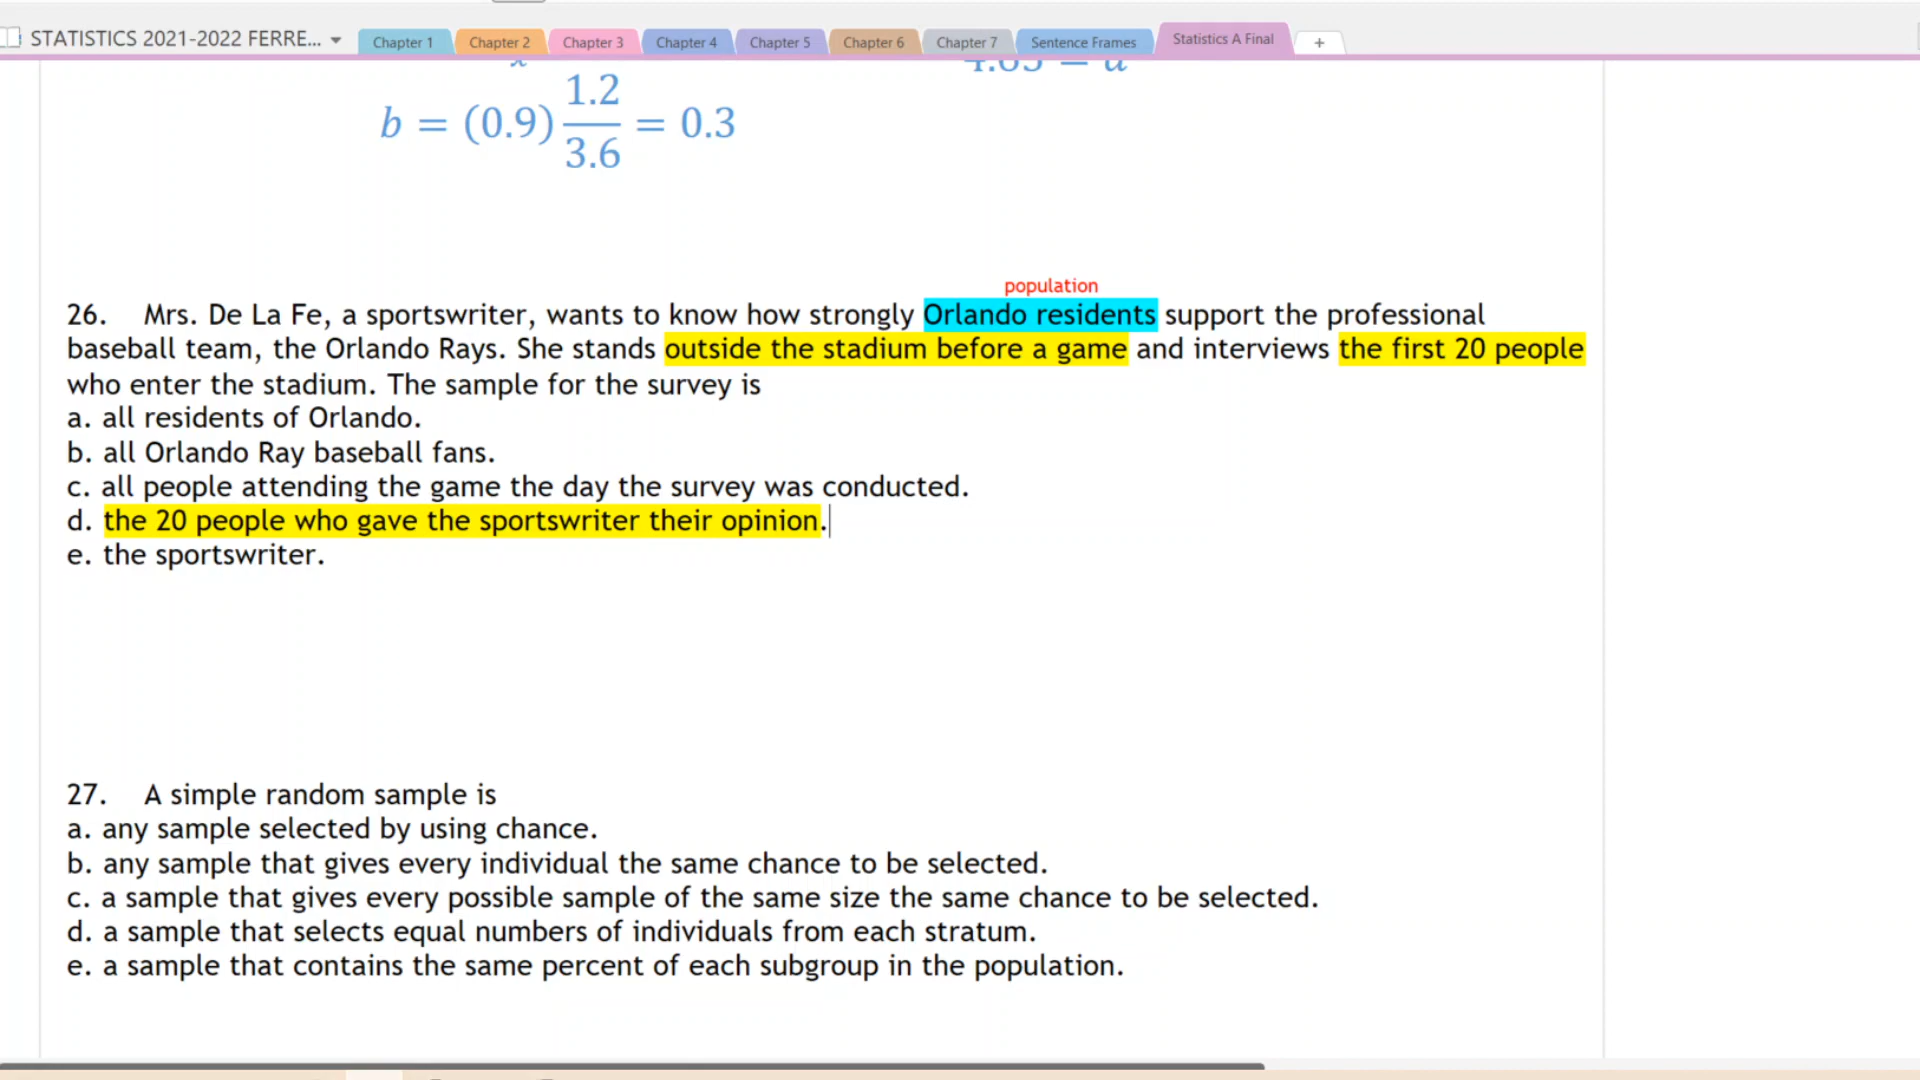 STATISTICS 2021-2022 FERRE...
Chapter 1
Chapter 2
Chapter 3
Chapter 4
Chapter 5
Chapter 6
Chapter 7
Sentence Frames
Statistics A Final
+
b = (0.9) 1.2/3.6 = 0.3
population
26. Mrs. De La Fe, a sportswriter, wants to know how strongly Orlando residents support the professional
baseball team, the Orlando Rays. She stands outside the stadium before a game and interviews the first 20 people
who enter the stadium. The sample for the survey is
a. all residents of Orlando.
b. all Orlando Ray baseball fans.
c. all people attending the game the day the survey was conducted.
d. the 20 people who gave the sportswriter their opinion.
e. the sportswriter.
27. A simple random sample is
a. any sample selected by using chance.
b. any sample that gives every individual the same chance to be selected.
c. a sample that gives every possible sample of the same size the same chance to be selected.
d. a sample that selects equal numbers of individuals from each stratum.
e. a sample that contains the same percent of each subgroup in the population.